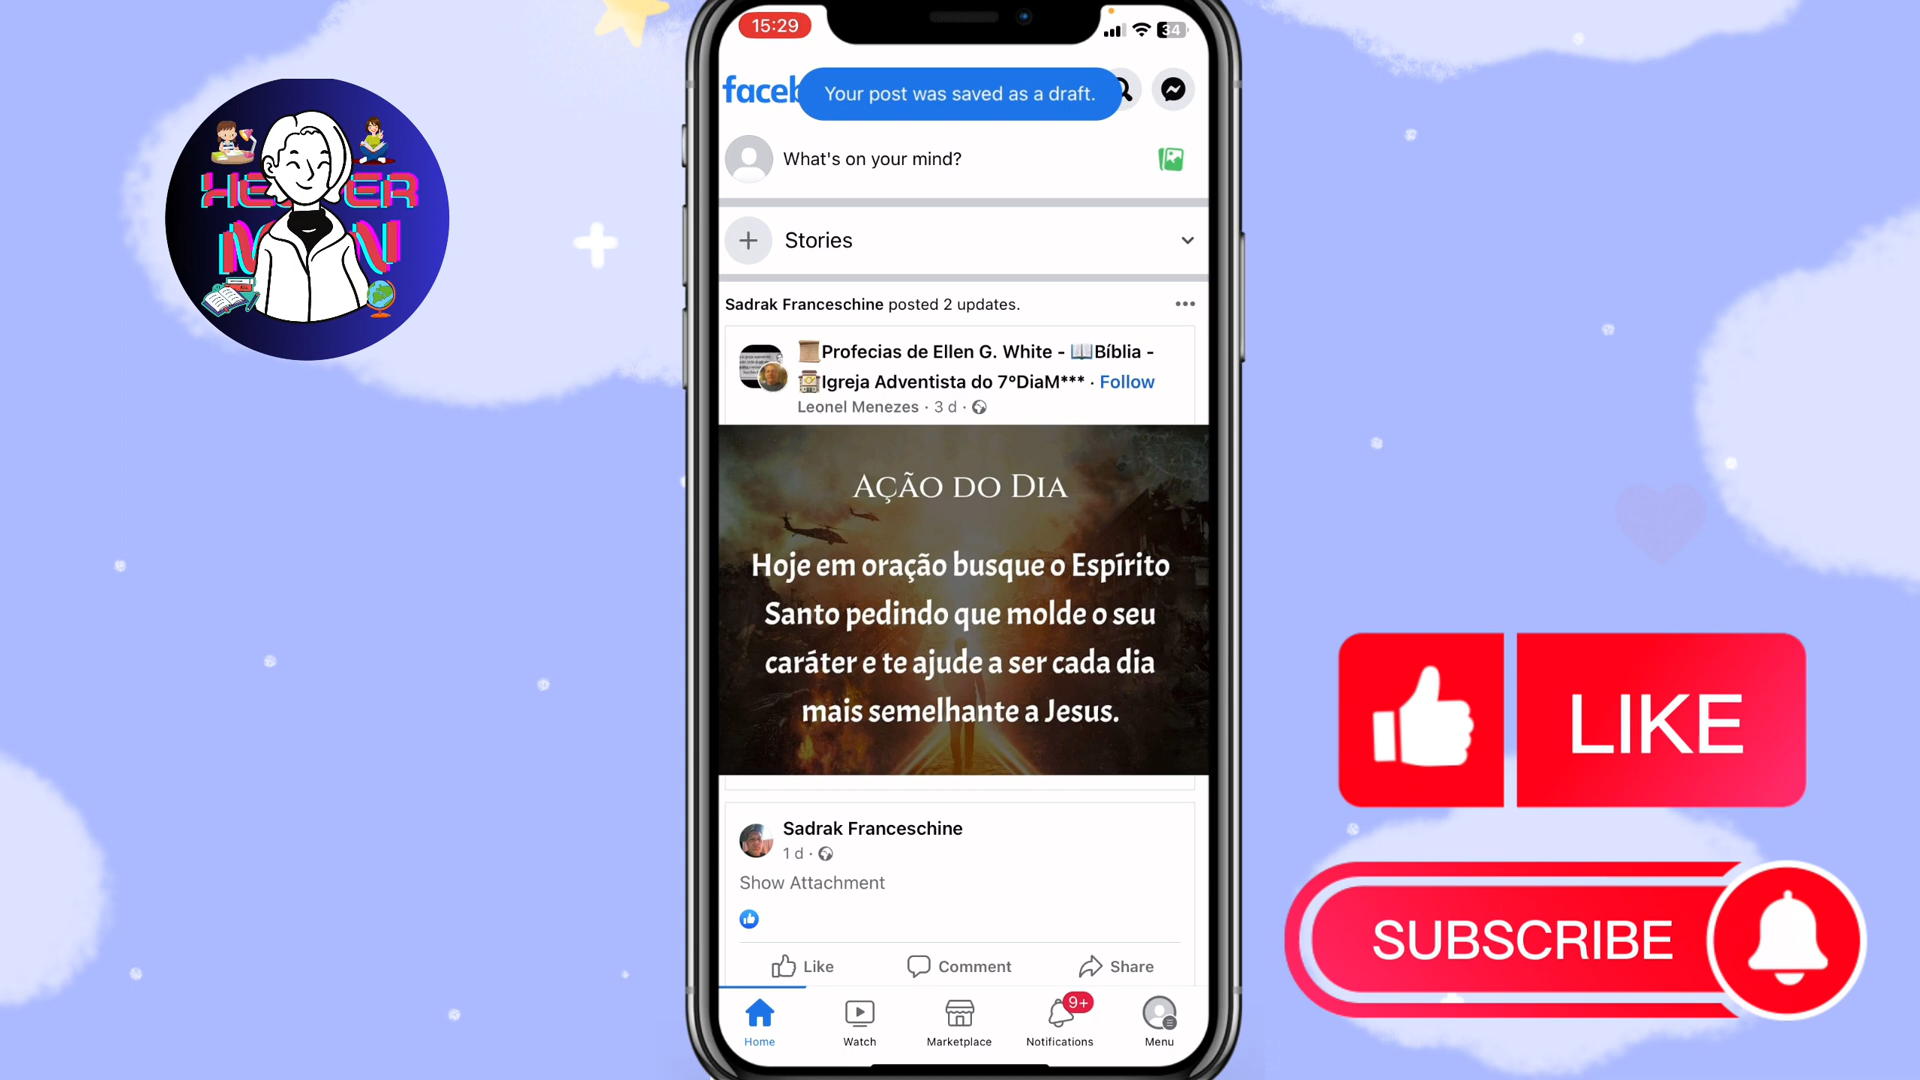 15:29
34
faceb
Your post was saved as a draft.
What's on your mind?
Stories
Sadrak Franceschine posted 2 updates.
Profecias de Ellen G. White - 📖Bíblia -
Igreja Adventista do 7°DiaM*** · Follow
Leonel Menezes · 3 d ·
AÇÃO DO DIA
Hoje em oração busque o Espírito
Santo pedindo que molde o seu
caráter e te ajude a ser cada dia
mais semelhante a Jesus.
Sadrak Franceschine
1 d ·
Show Attachment
Like
Comment
Share
9+
Home
Watch
Marketplace
Notifications
Menu
LIKE
SUBSCRIBE